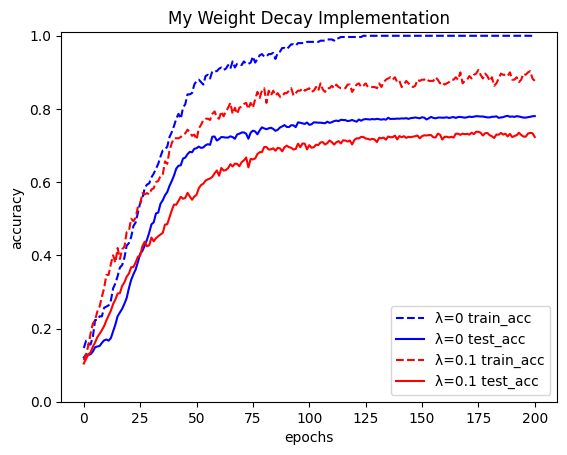 My Weight Decay Implementation
accuracy
1.0
0.8
0.6
0.4
0.2
0.0
λ=0 train_acc
λ=0 test_acc
λ=0.1 train_acc
λ=0.1 test_acc
0 25 50 75 100 125 150 175 200
epochs